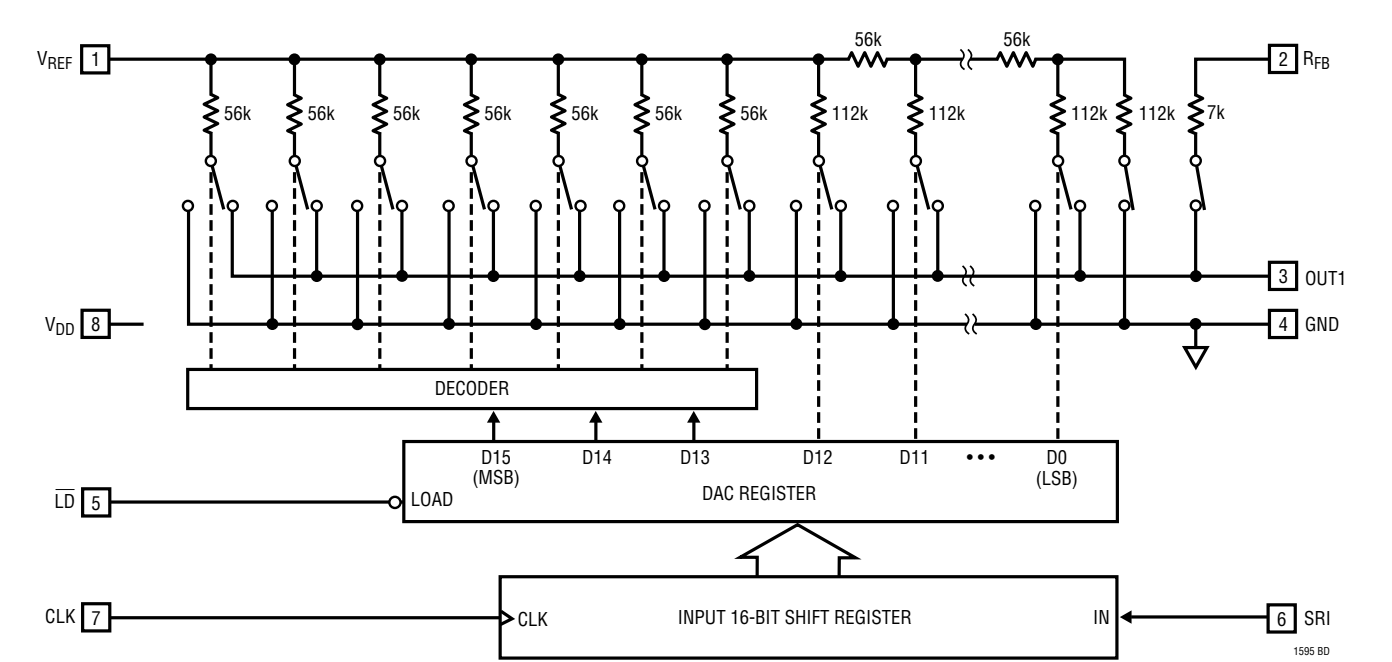 56k 56k
VREF 1 2 RFB
56k 56k 56k 56k 56k 56k 56k 112k 112k 112k 112k 7k
3 OUT1
VDD 8 4 GND
DECODER
D15 D14 D13 D12 D11 ••• D0
(MSB) (LSB)
DAC REGISTER
LD 5 LOAD
CLK 7 CLK INPUT 16-BIT SHIFT REGISTER IN 6 SRI
1595 BD